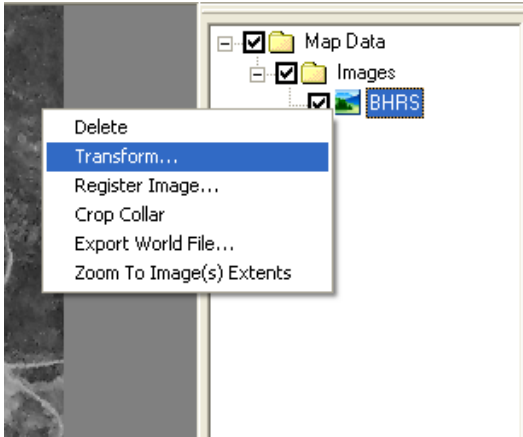 Map Data
Images
BHRS
Delete
Transform...
Register Image...
Crop Collar
Export World File...
Zoom To Image(s) Extents